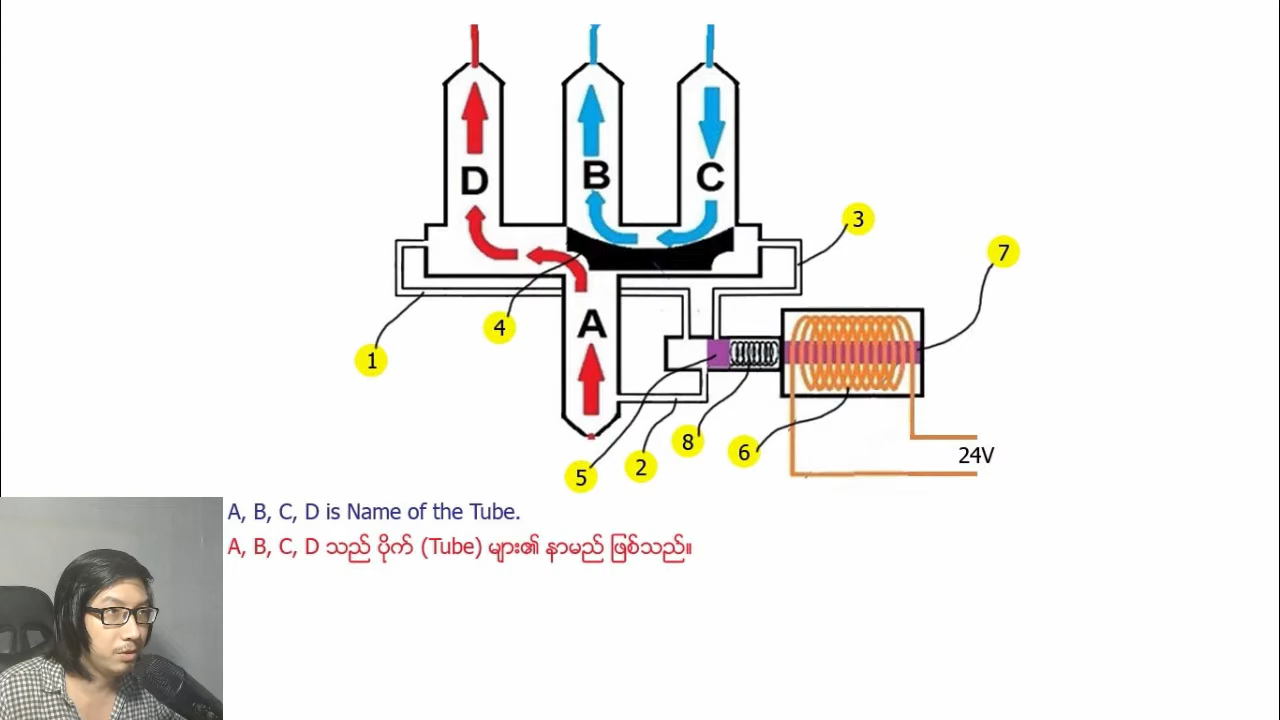 D
B
C
3
7
4
A
1
5
2
8
6
24V
A, B, C, D is Name of the Tube.
A, B, C, D သည် ပိုက် (Tube) များ၏ နာမည် ဖြစ်သည်။